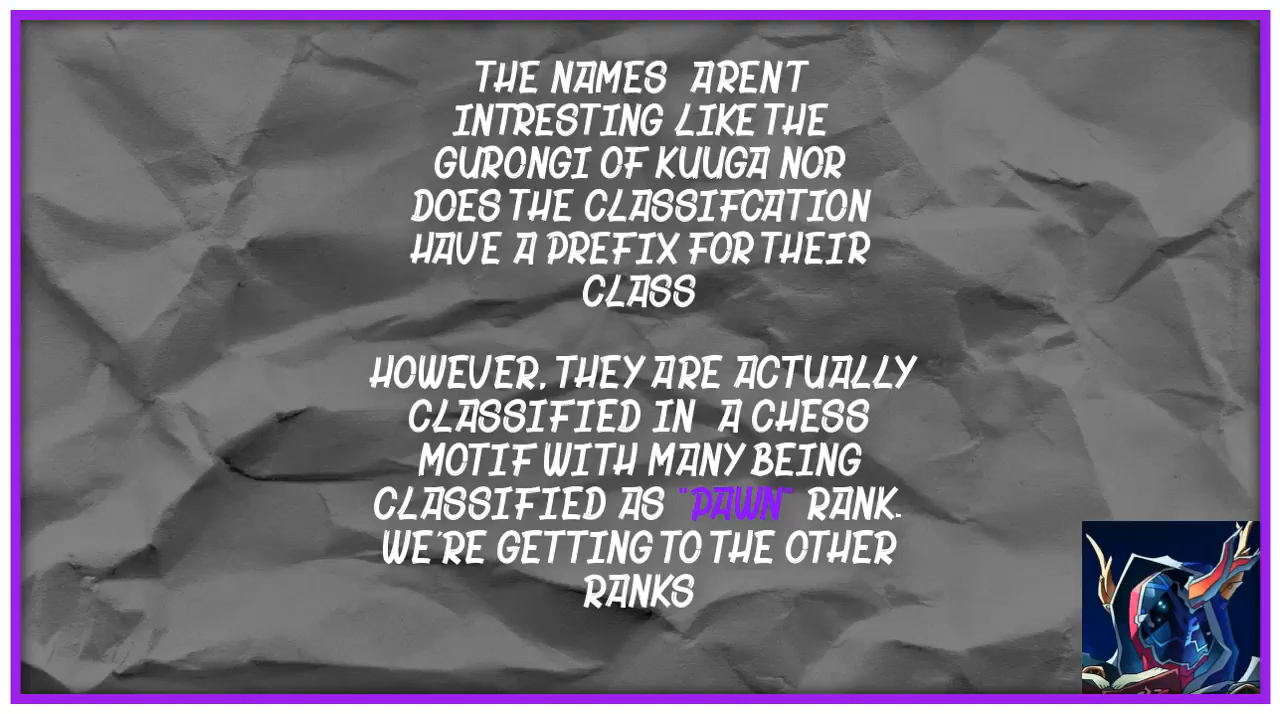 THE NAMES ARENT
INTRESTING LIKE THE
GURONGI OF KUUGA NOR
DOES THE CLASSIFCATION
HAVE A PREFIX FOR THEIR
CLASS
HOWEVER, THEY ARE ACTUALLY
CLASSIFIED IN A CHESS
MOTIF WITH MANY BEING
CLASSIFIED AS "PAWN" RANK.
WE'RE GETTING TO THE OTHER
RANKS